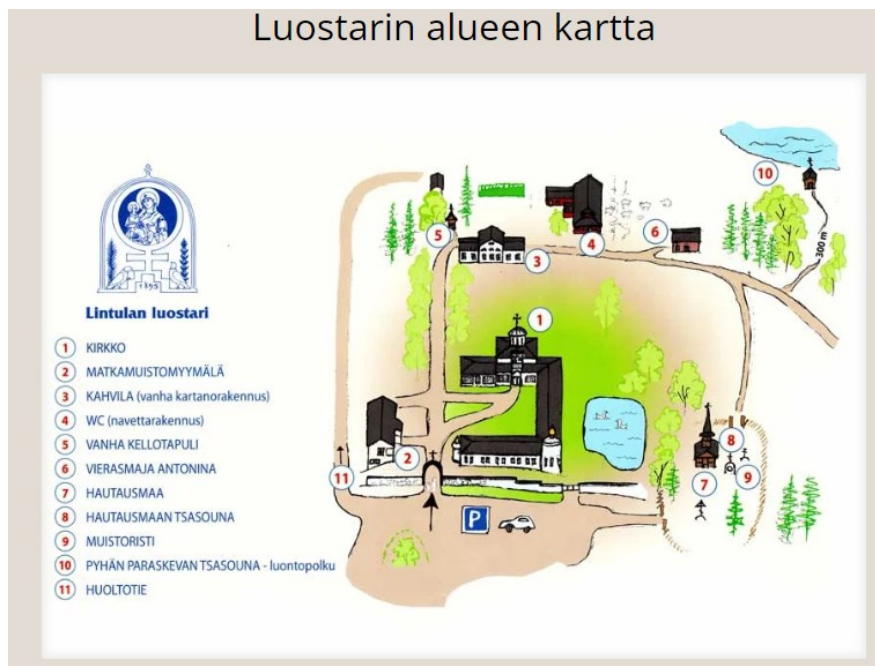 Luostarin alueen kartta
1895
Lintulan luostari
1 KIRKKO
2 MATKAMUISTOMYYMÄLÄ
3 KAHVILA (vanha kartanorakennus)
4 WC (navettarakennus)
5 VANHA KELLOTAPULI
6 VIERASMAJA ANTONINA
7 HAUTAUSMAA
8 HAUTAUSMAAN TSASOUNA
9 MUISTORISTI
10 PYHÄN PARASKEVAN TSASOUNA - luontopolku
11 HUOLTOTIE
10
5
3
4
6
300 m
1
2
11
P
8
7
9